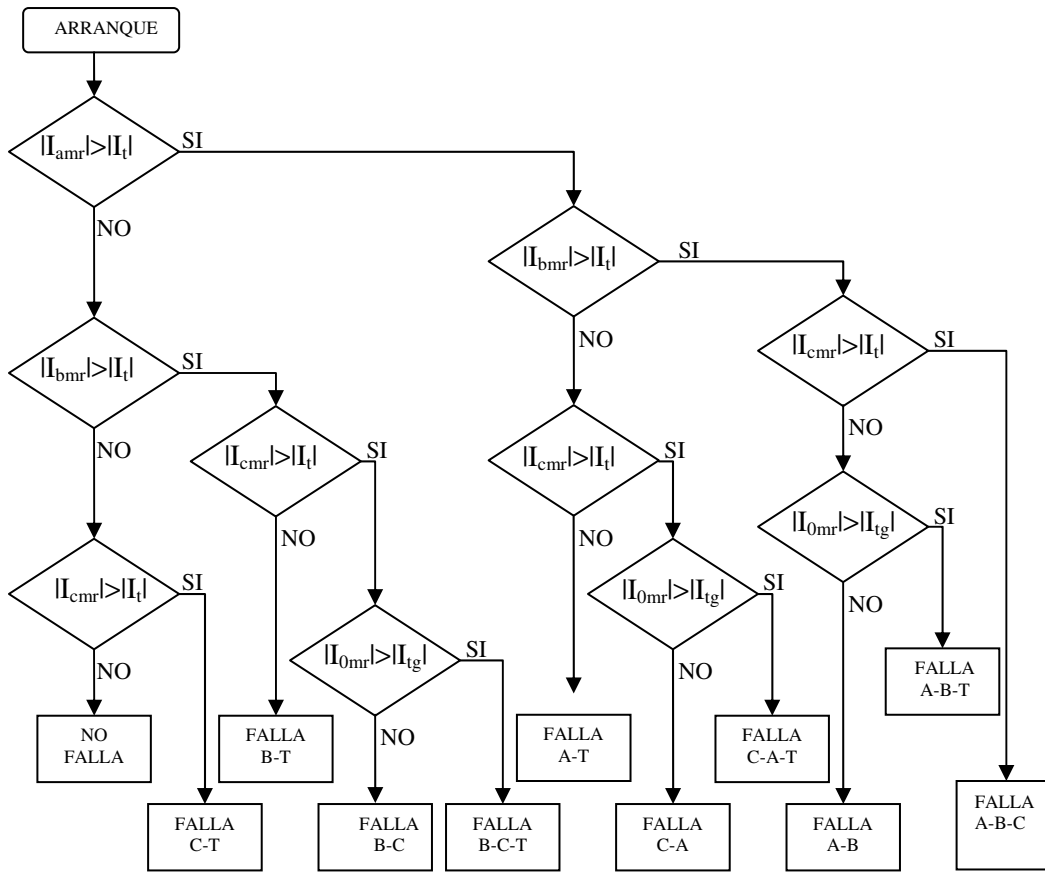 ARRANQUE
|I_amr|>|I_t|
SI
NO
|I_bmr|>|I_t|
SI
NO
|I_cmr|>|I_t|
SI
NO
|I_bmr|>|I_t|
SI
NO
|I_cmr|>|I_t|
SI
NO
|I_cmr|>|I_t|
SI
NO
|I_0mr|>|I_tg|
SI
NO
|I_cmr|>|I_t|
SI
NO
|I_0mr|>|I_tg|
SI
NO
|I_0mr|>|I_tg|
SI
NO
FALLA
A-B-T
NO
FALLA
FALLA
B-T
FALLA
A-T
FALLA
C-A-T
FALLA
C-T
FALLA
B-C
FALLA
B-C-T
FALLA
C-A
FALLA
A-B
FALLA
A-B-C